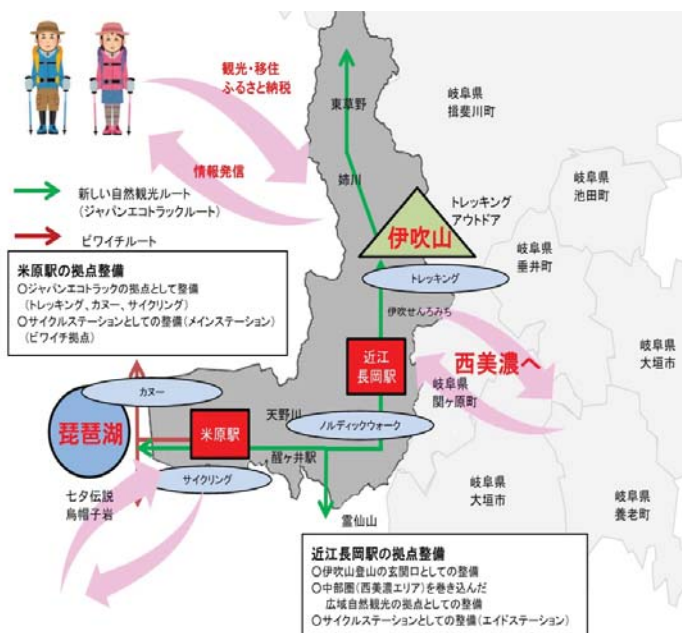 観光・移住
ふるさと納税
情報発信
新しい自然観光ルート
(ジャパンエコトラックルート)
ビワイチルート
東草野
姉川
岐阜県
揖斐川町
岐阜県
池田町
トレッキング
アウトドア
伊吹山
岐阜県
垂井町
トレッキング
伊吹せんろみち
米原駅の拠点整備
○ジャパンエコトラックの拠点として整備
(トレッキング、カヌー、サイクリング)
○サイクルステーションとしての整備(メインステーション)
(ビワイチ拠点)
近江
長岡駅
西美濃へ
岐阜県
大垣市
岐阜県
関ヶ原町
カヌー
琵琶湖
米原駅
天野川
ノルディックウォーク
醒ヶ井駅
サイクリング
七夕伝説
烏帽子岩
霊仙山
岐阜県
大垣市
岐阜県
養老町
近江長岡駅の拠点整備
○伊吹山登山の玄関口としての整備
○中部圏(西美濃エリア)を巻き込んだ
広域自然観光の拠点としての整備
○サイクルステーションとしての整備(エイドステーション)